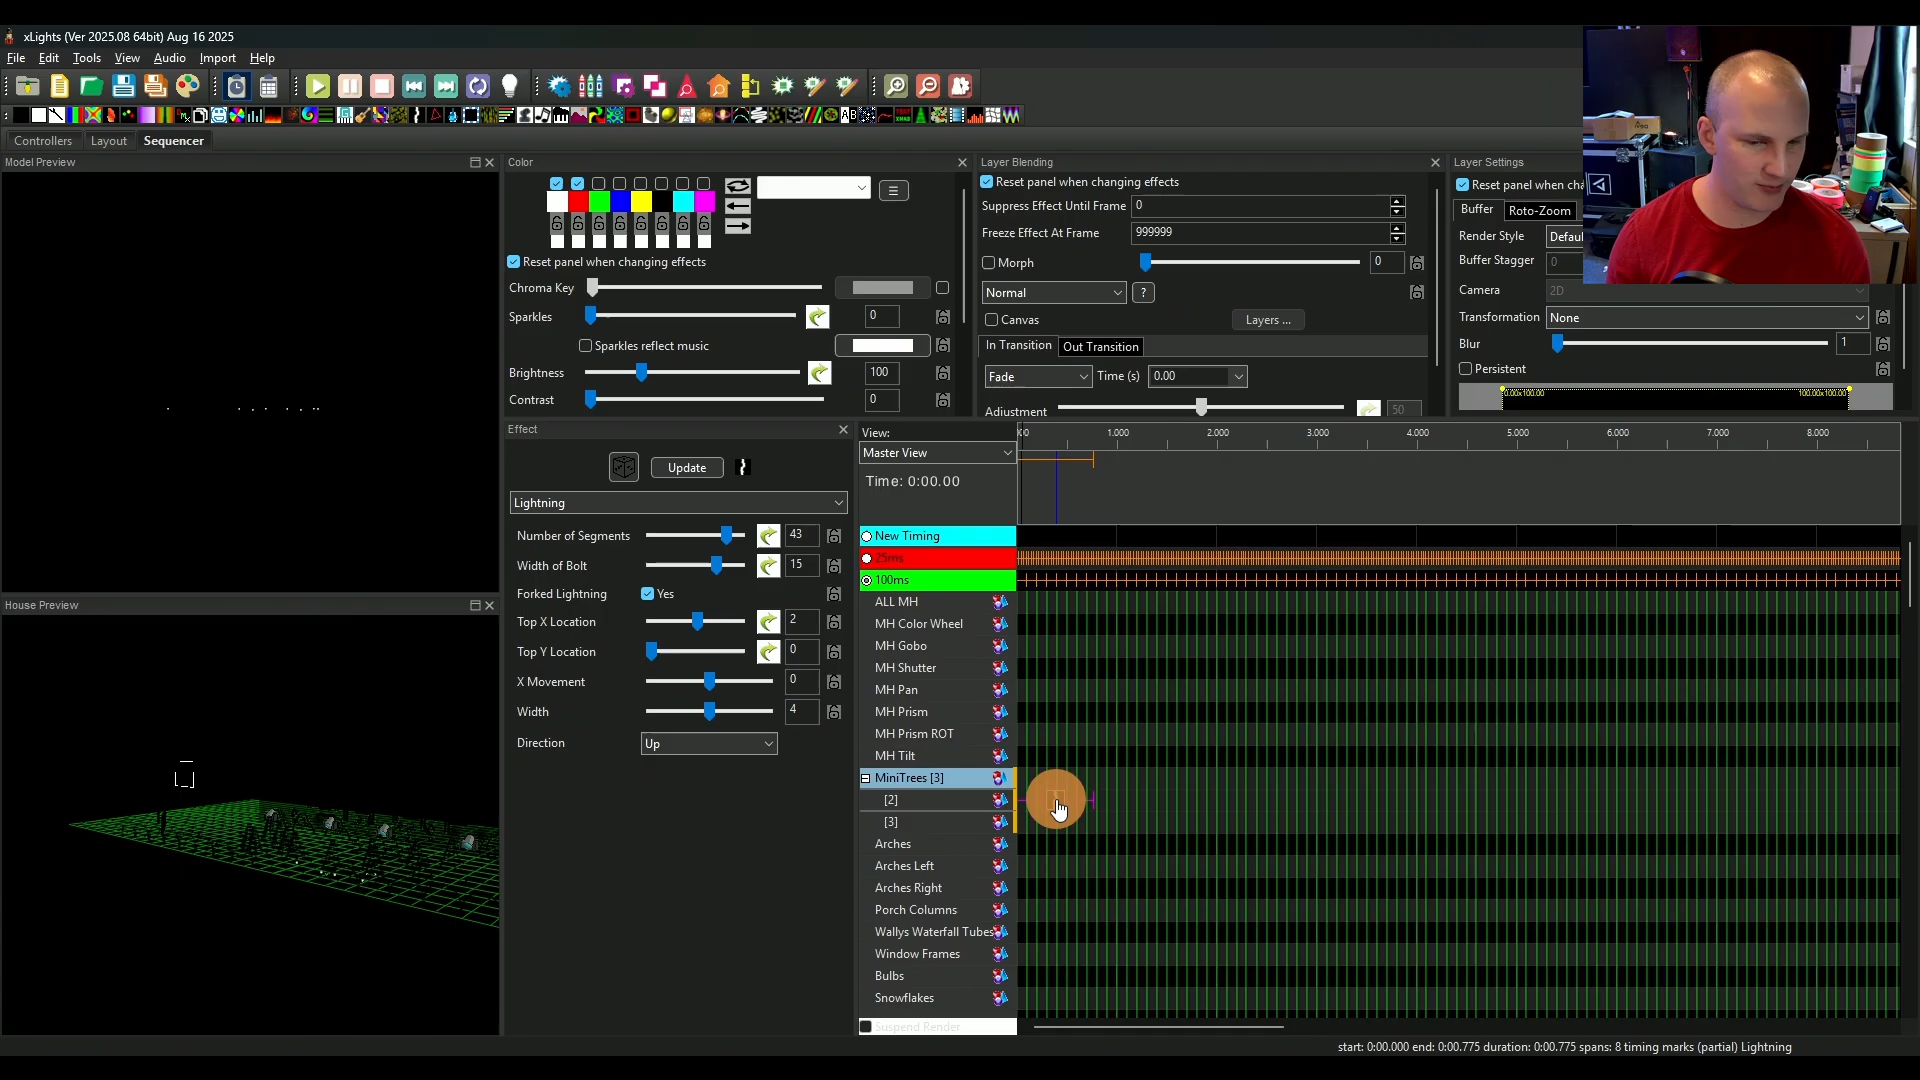 xLights (Ver 2025.08 64bit) Aug 16 2025
File Edit Tools View Audio Import Help
Controllers Layout Sequencer
Model Preview
Color
Layer Blending
Layer Settings
Reset panel when changing effects
Suppress Effect Until Frame 0
Freeze Effect At Frame 999999
Morph 0
Normal ?
Canvas Layers ...
In Transition Out Transition
Fade Time (s) 0.00
Adjustment 50
Reset panel when cha
Buffer Roto-Zoom
Render Style Defaul
Buffer Stagger 0
Camera 2D
Transformation None
Blur 1
Persistent
0.00x100.00 100.00x100.00
Reset panel when changing effects
Chroma Key
Sparkles 0
Sparkles reflect music
Brightness 100
Contrast 0
Effect
Update
Lightning
Number of Segments 43
Width of Bolt 15
Forked Lightning Yes
Top X Location 2
Top Y Location 0
X Movement 0
Width 4
Direction Up
House Preview
View:
Master View
Time: 0:00.00
1.000 2.000 3.000 4.000 5.000 6.000 7.000 8.000
New Timing
25ms
100ms
ALL MH
MH Color Wheel
MH Gobo
MH Shutter
MH Pan
MH Prism
MH Prism ROT
MH Tilt
MiniTrees [3]
[2]
[3]
Arches
Arches Left
Arches Right
Porch Columns
Wallys Waterfall Tubes
Window Frames
Bulbs
Snowflakes
Suspend Render
start: 0:00.000 end: 0:00.775 duration: 0:00.775 spans: 8 timing marks (partial) Lightning